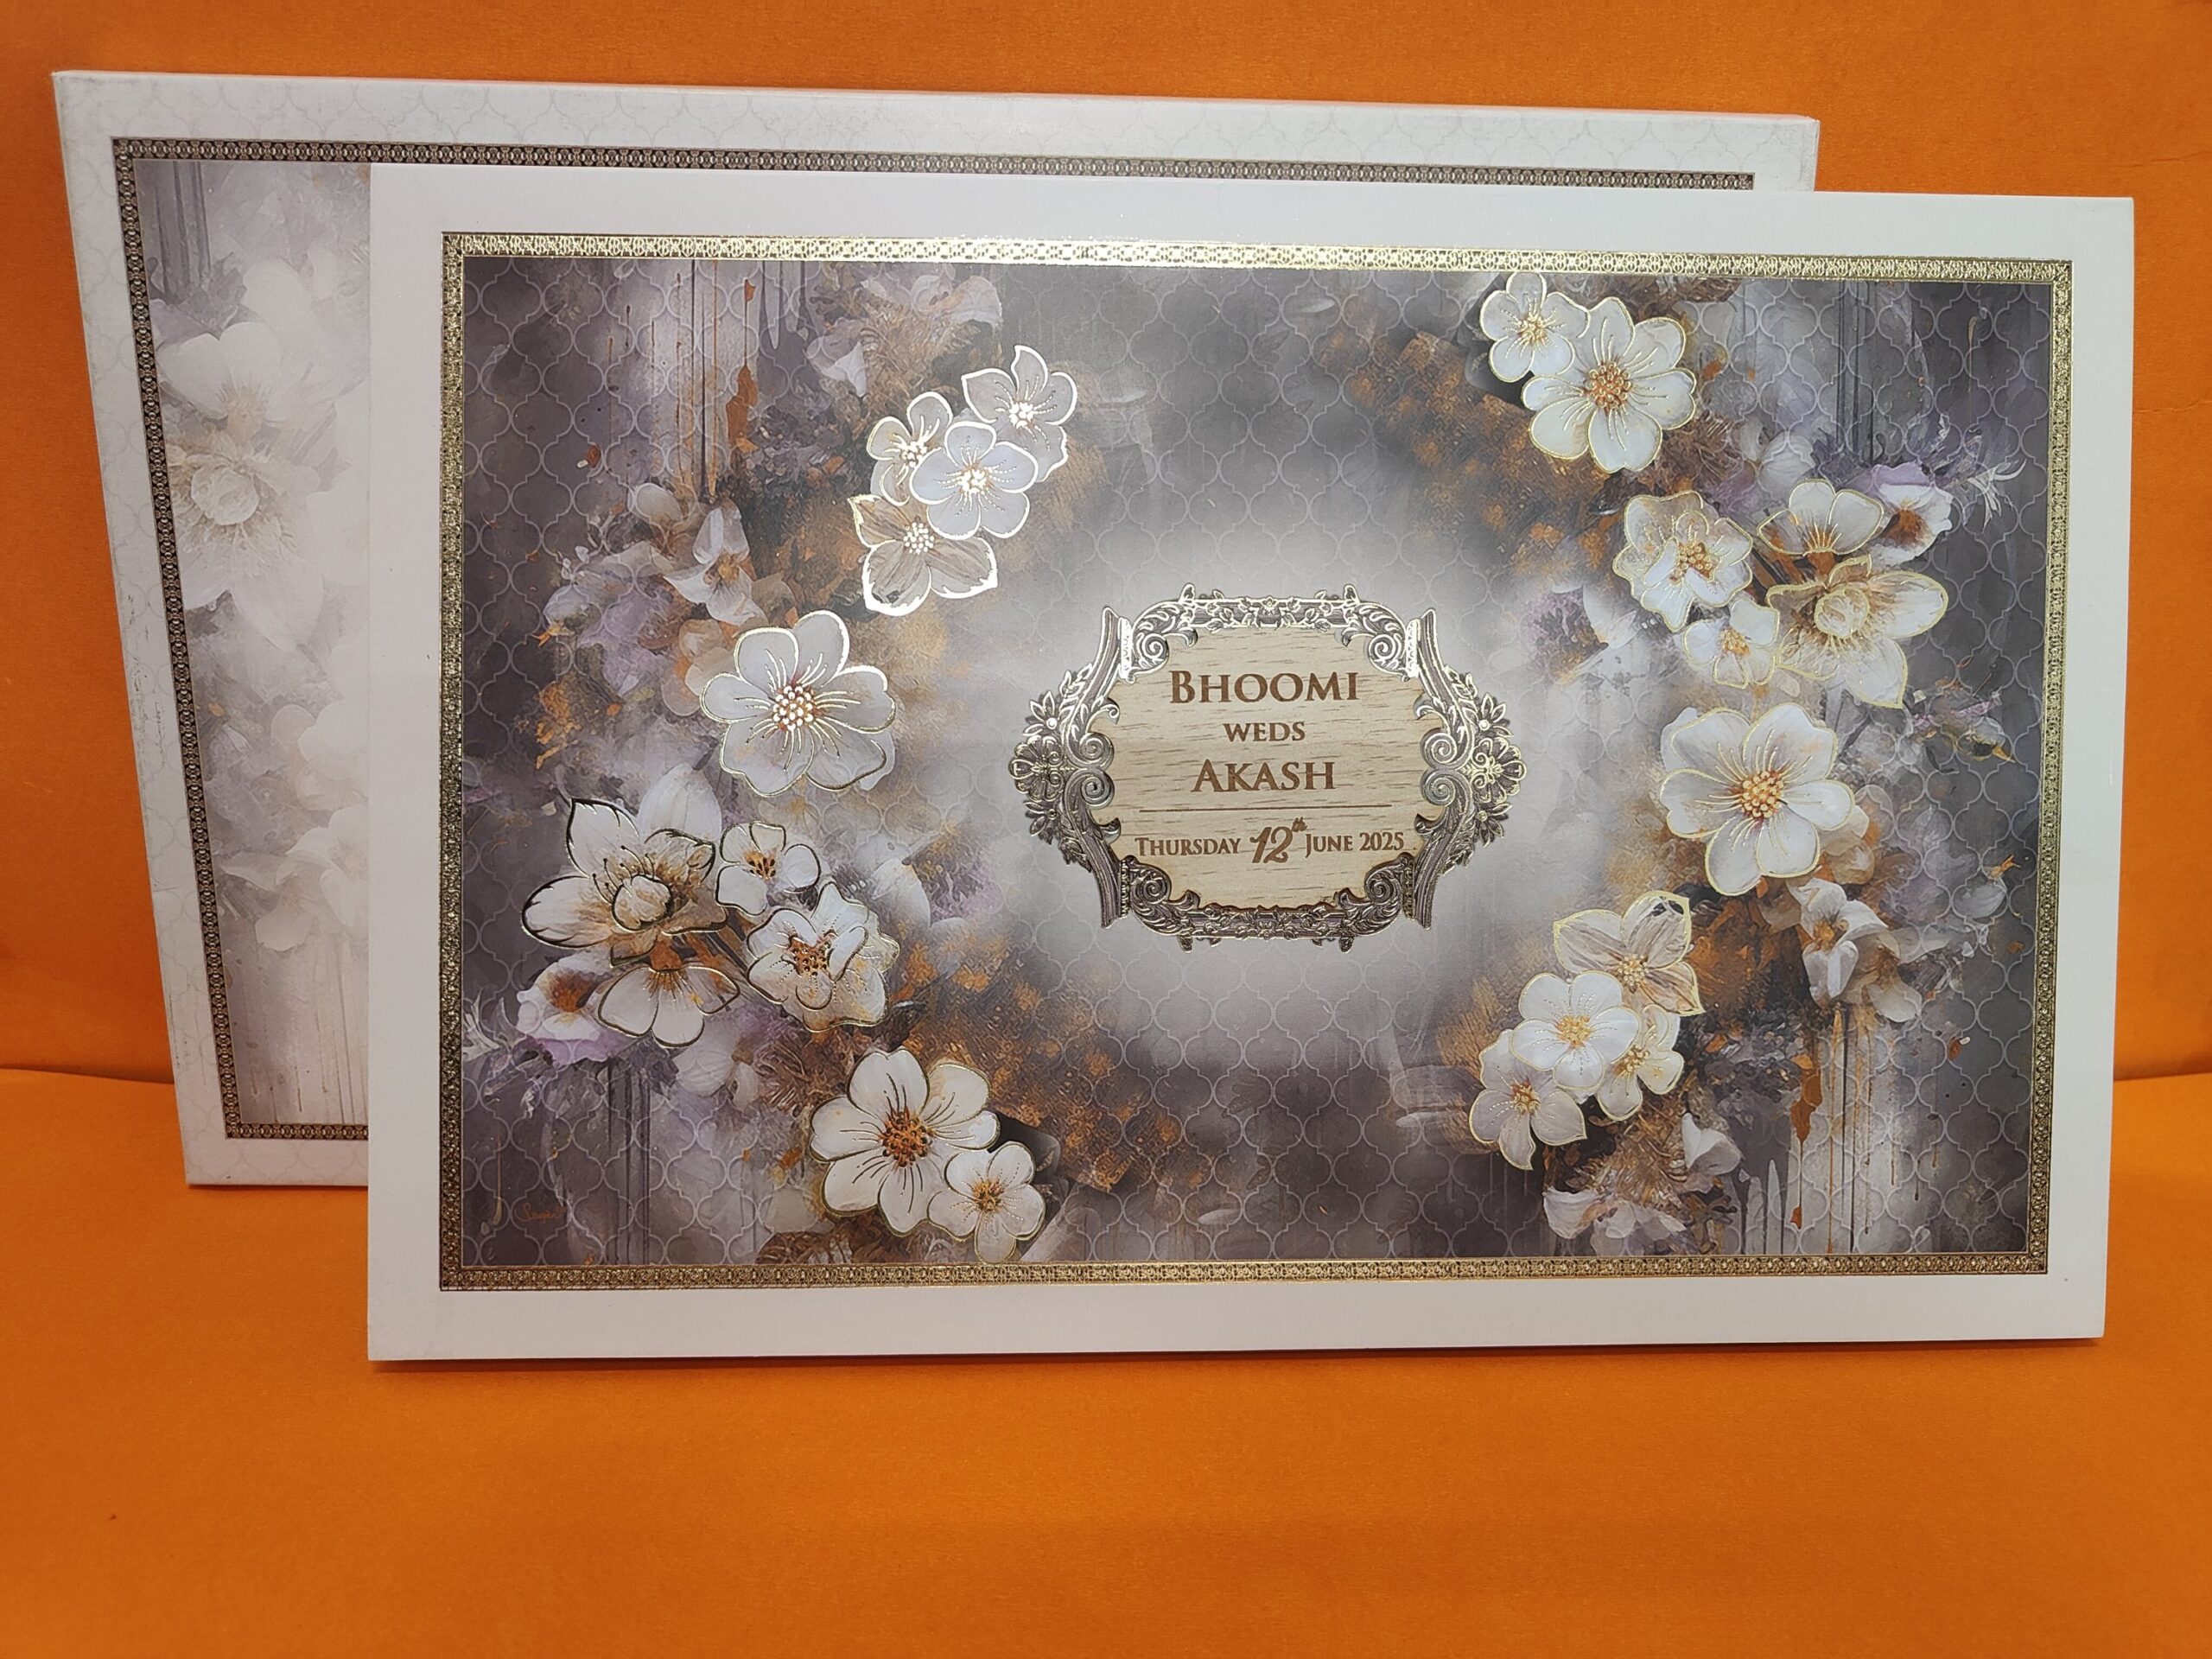 BHOOMI
WEDS
AKASH
THURSDAY 12th JUNE 2025